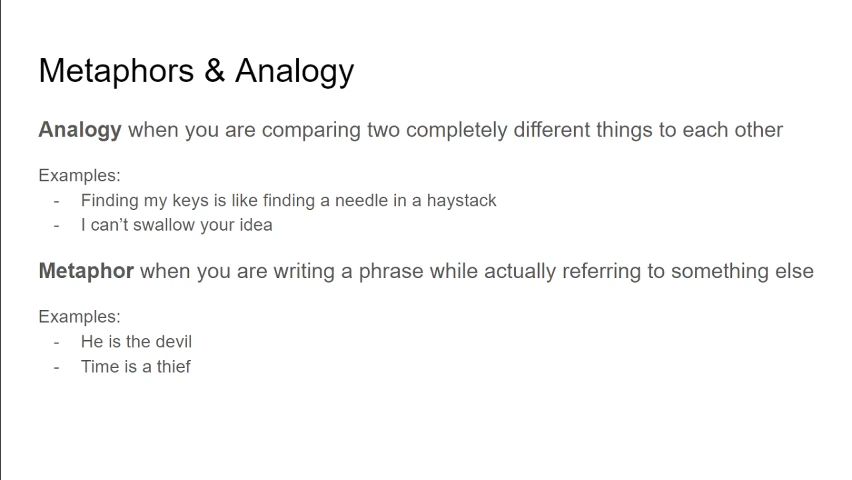 Metaphors & Analogy
Analogy when you are comparing two completely different things to each other
Examples:
- Finding my keys is like finding a needle in a haystack
- I can’t swallow your idea
Metaphor when you are writing a phrase while actually referring to something else
Examples:
- He is the devil
- Time is a thief